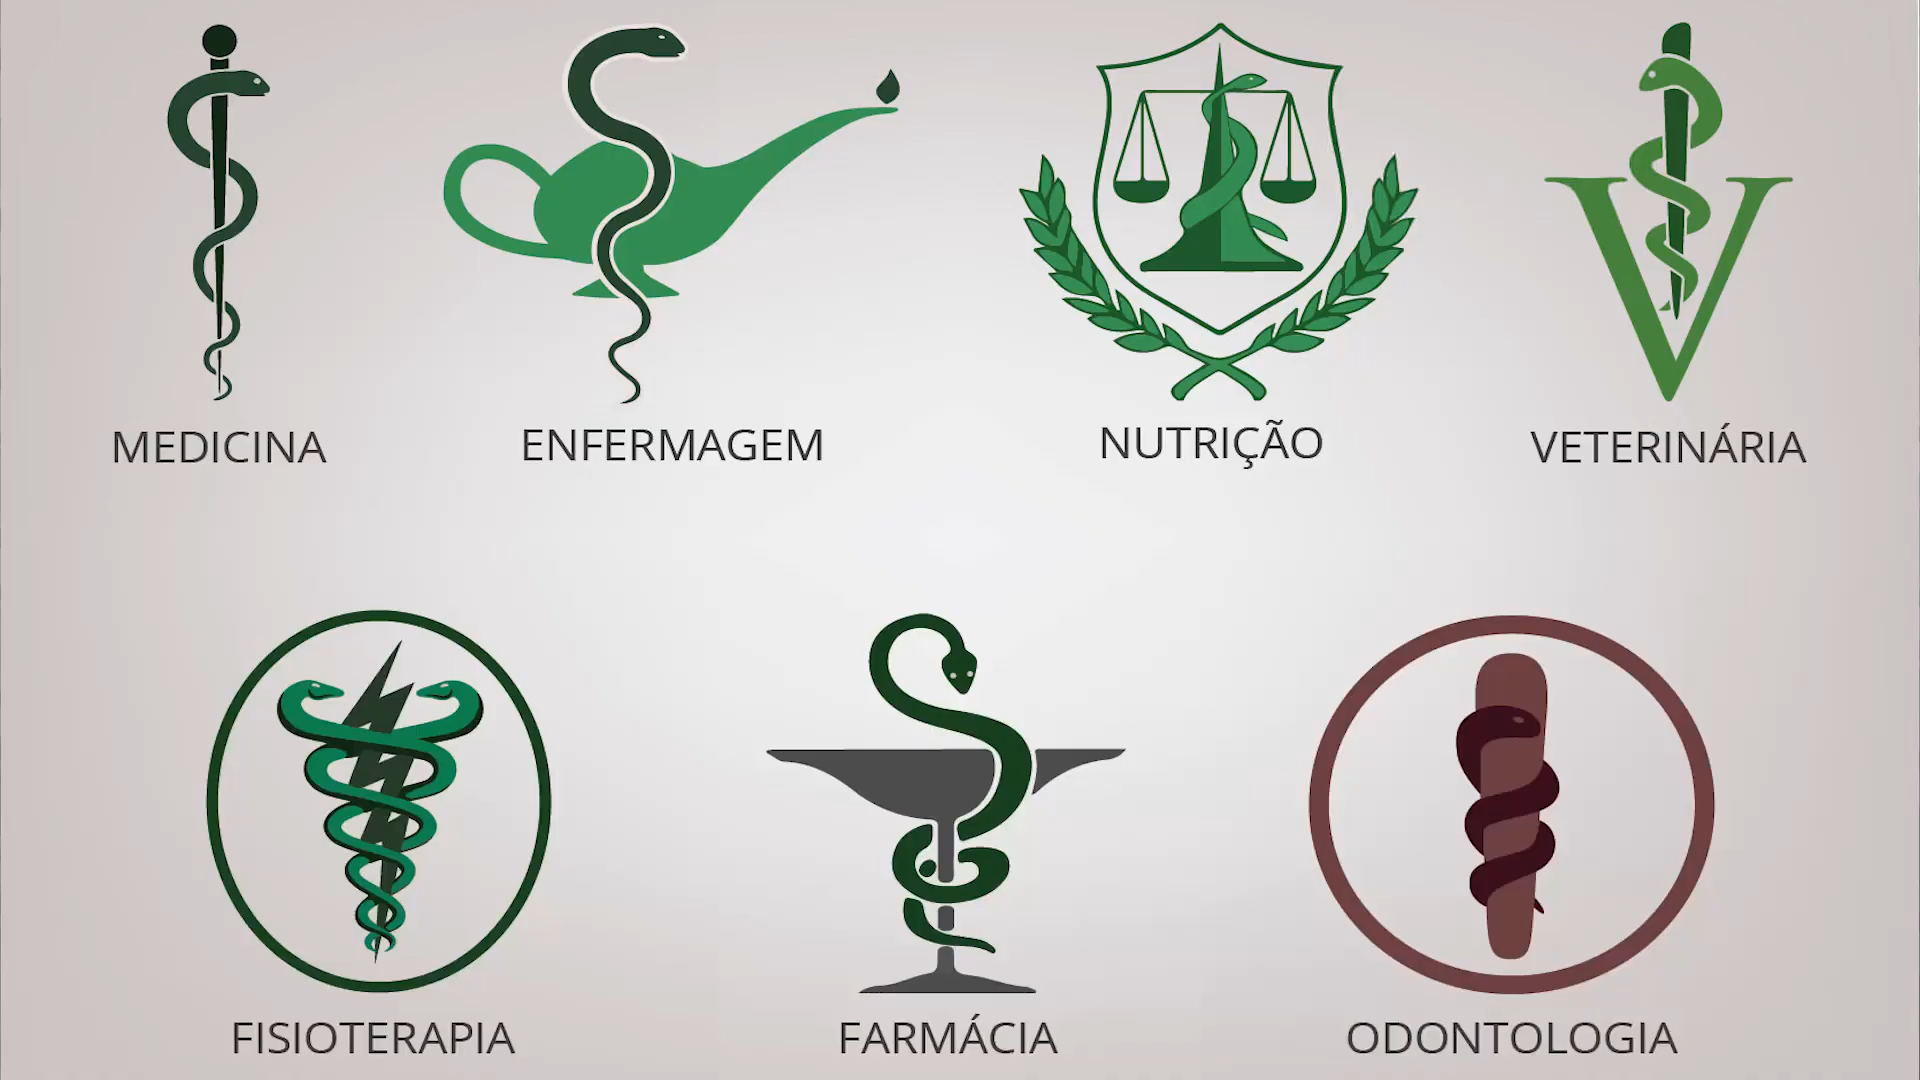 MEDICINA
ENFERMAGEM
NUTRIÇÃO
VETERINÁRIA
FISIOTERAPIA
FARMÁCIA
ODONTOLOGIA